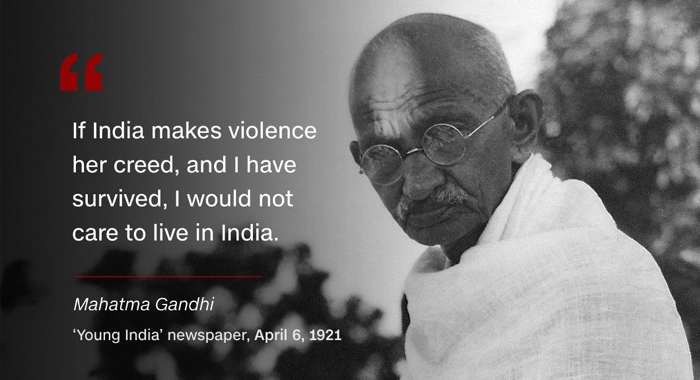 “
If India makes violence
her creed, and I have
survived, I would not
care to live in India.
Mahatma Gandhi
‘Young India’ newspaper, April 6, 1921